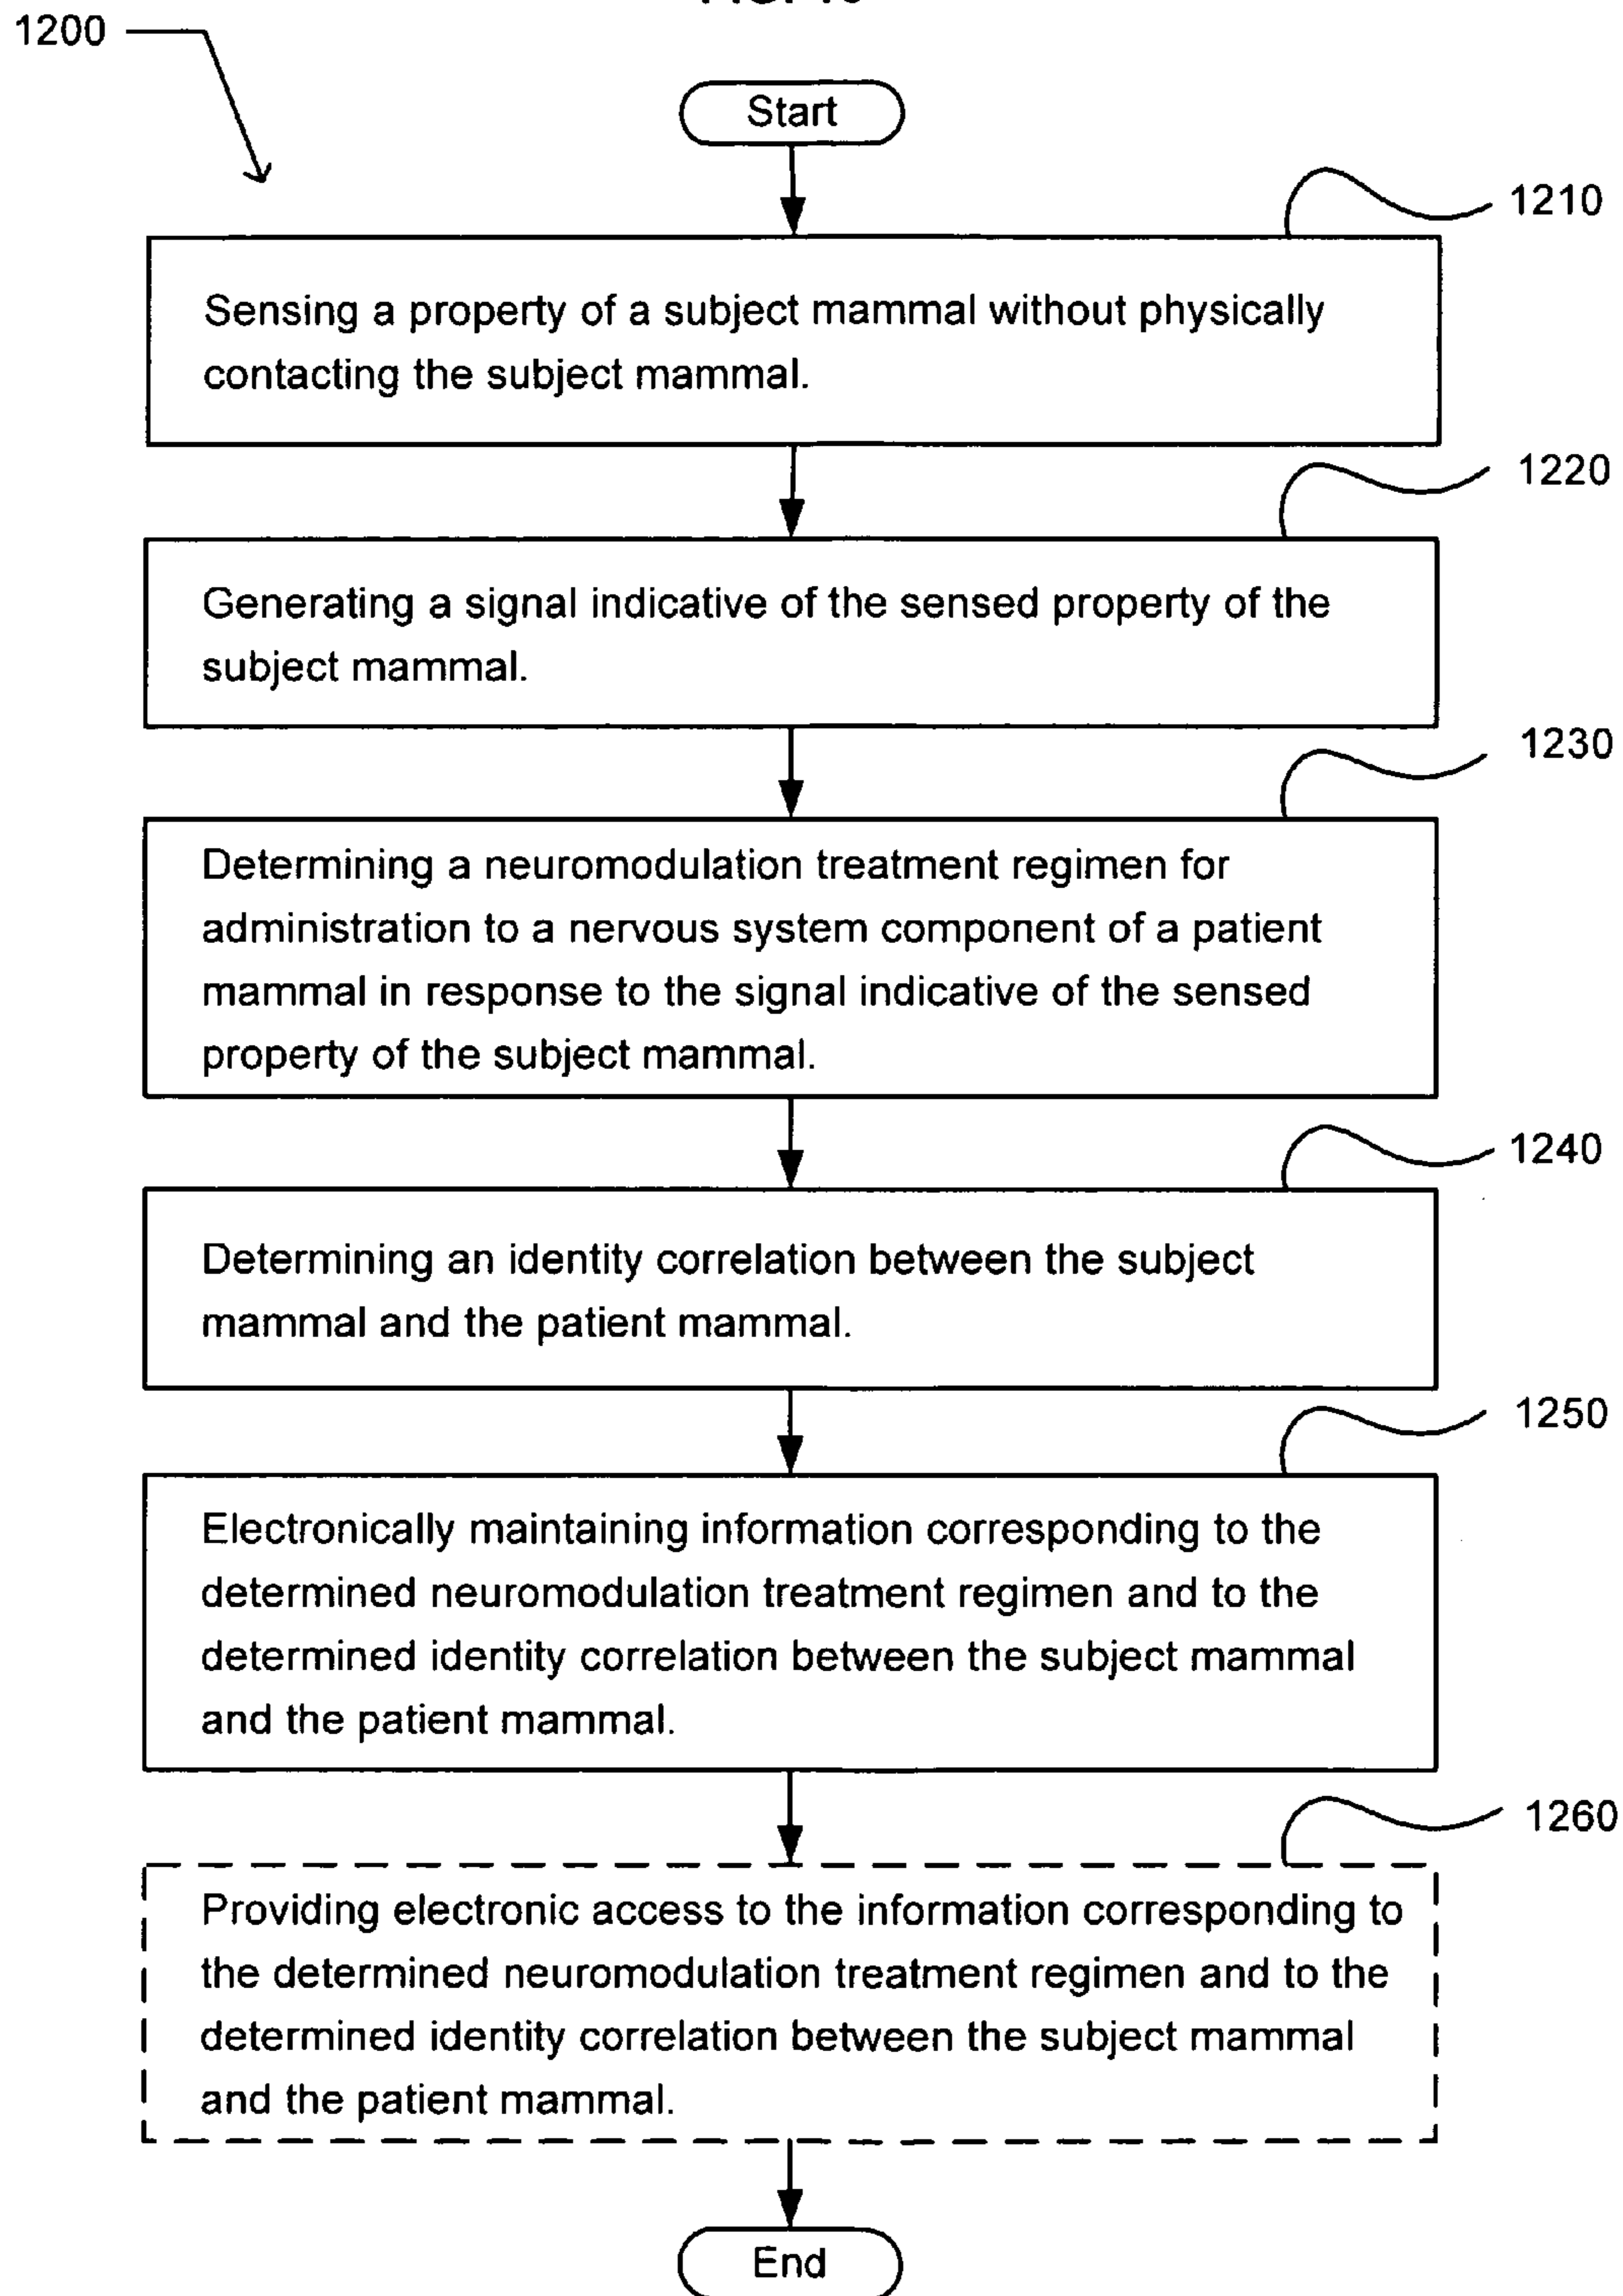 1200
Start
1210
Sensing a property of a subject mammal without physically
contacting the subject mammal.
1220
Generating a signal indicative of the sensed property of the
subject mammal.
1230
Determining a neuromodulation treatment regimen for
administration to a nervous system component of a patient
mammal in response to the signal indicative of the sensed
property of the subject mammal.
1240
Determining an identity correlation between the subject
mammal and the patient mammal.
1250
Electronically maintaining information corresponding to the
determined neuromodulation treatment regimen and to the
determined identity correlation between the subject mammal
and the patient mammal.
1260
Providing electronic access to the information corresponding to
the determined neuromodulation treatment regimen and to the
determined identity correlation between the subject mammal
and the patient mammal.
End